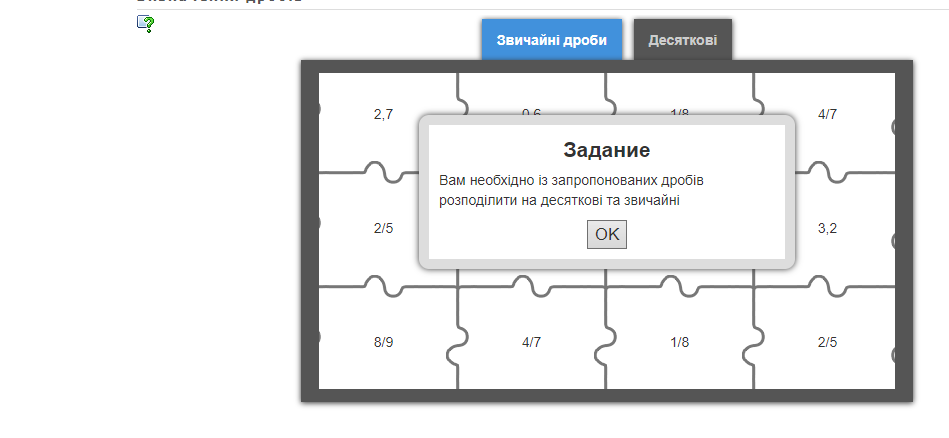 Звичайні дроби Десяткові
2,7 0,6 1/8 4/7
Задание
Вам необхідно із запропонованих дробів
розподілити на десяткові та звичайні
OK
2/5 3,2
8/9 4/7 1/8 2/5